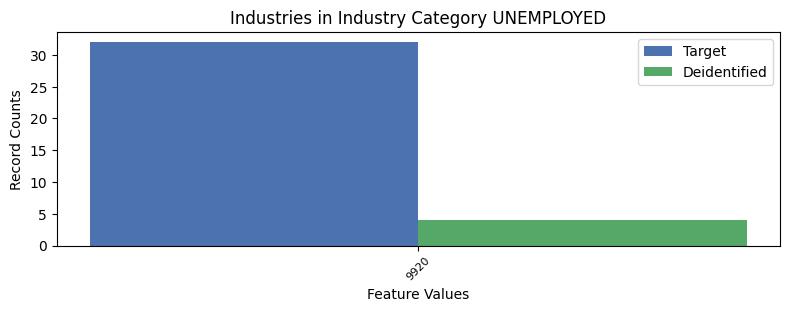 Industries in Industry Category UNEMPLOYED
Target
Deidentified
Record Counts
30
25
20
15
10
5
0
9920
Feature Values